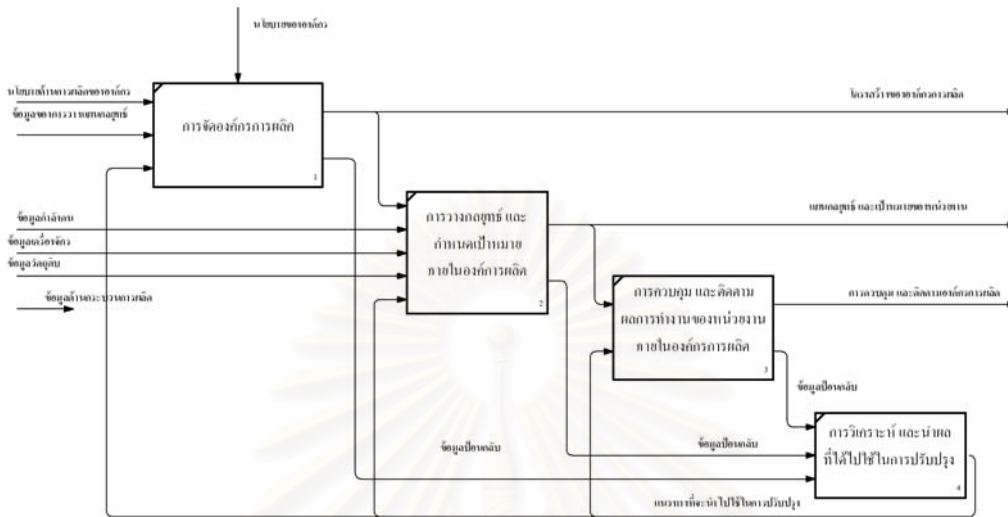 นโยบายขององค์กร
นโยบายด้านการผลิตขององค์กร
ข้อมูลของการวางแผนกลยุทธ์
การจัดองค์กรการผลิต
1
โครงสร้างขององค์กรการผลิต
ข้อมูลกำลังคน
ข้อมูลเครื่องจักร
ข้อมูลวัตถุดิบ
ข้อมูลด้านกระบวนการผลิต
การวางกลยุทธ์ และ
กำหนดเป้าหมาย
ภายในองค์การผลิต
2
แผนกลยุทธ์ และเป้าหมายของหน่วยงาน
การควบคุม และติดตาม
ผลการทำงานของหน่วยงาน
ภายในองค์กรการผลิต
3
การควบคุม และติดตามองค์กรการผลิต
ข้อมูลป้อนกลับ
ข้อมูลป้อนกลับ
ข้อมูลป้อนกลับ
การวิเคราะห์ และนำผล
ที่ได้ไปใช้ในการปรับปรุง
4
แนวทางที่จะนำไปใช้ในการปรับปรุง